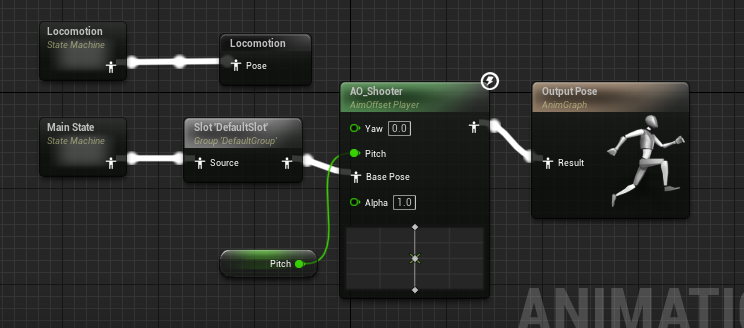 Locomotion
State Machine
Locomotion
Pose
Main State
State Machine
Slot 'DefaultSlot'
Group 'DefaultGroup'
Source
AO_Shooter
AimOffset Player
Yaw 0.0
Pitch
Base Pose
Alpha 1.0
Pitch
Output Pose
AnimGraph
Result